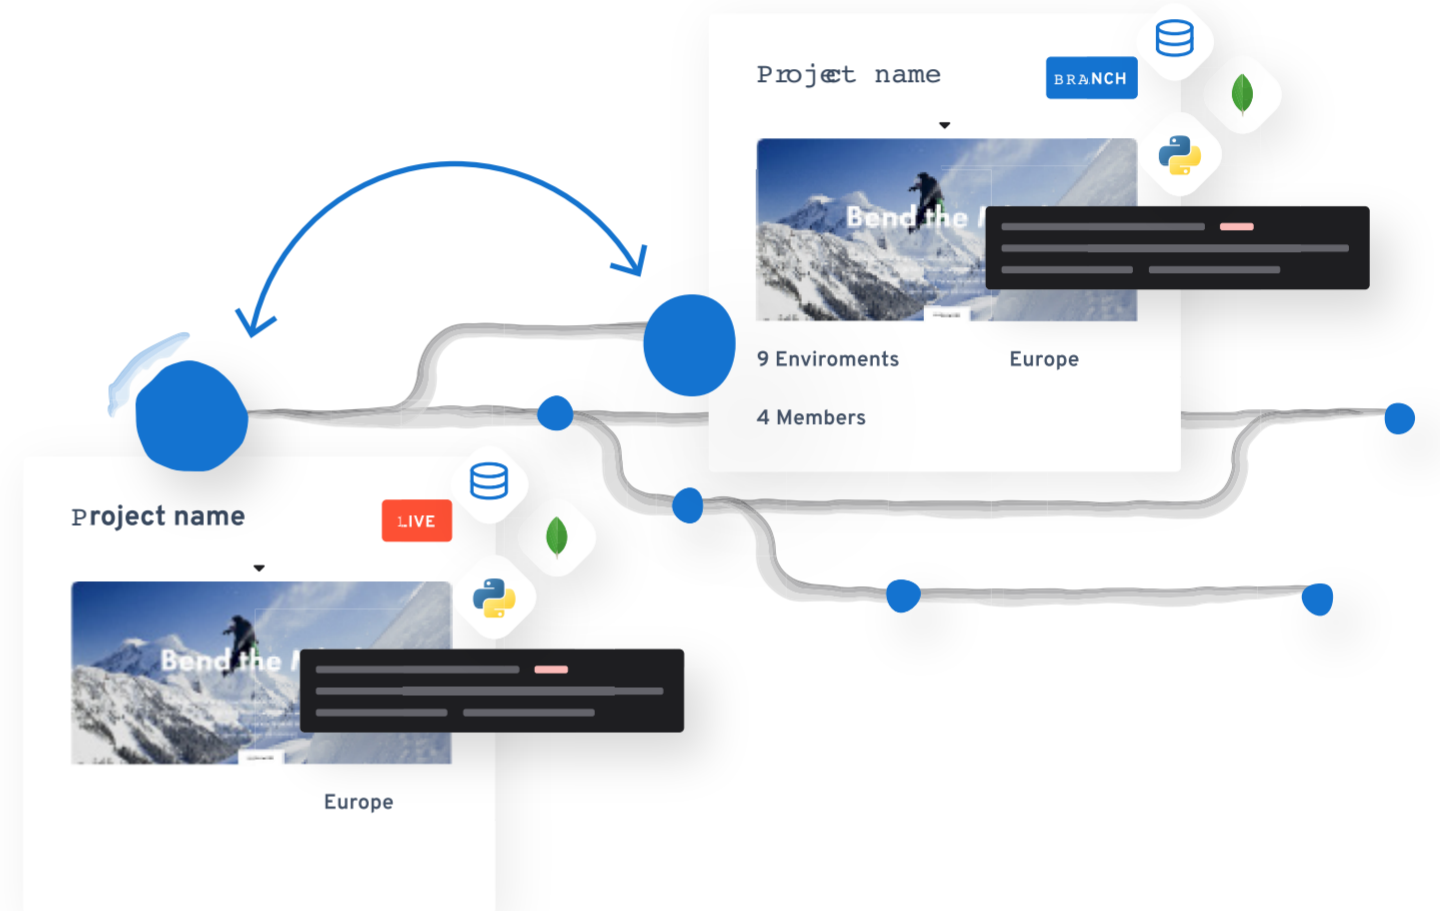 Project name
BRANCH
Bend the
9 Enviroments
Europe
4 Members
Project name
LIVE
Bend the
Europe